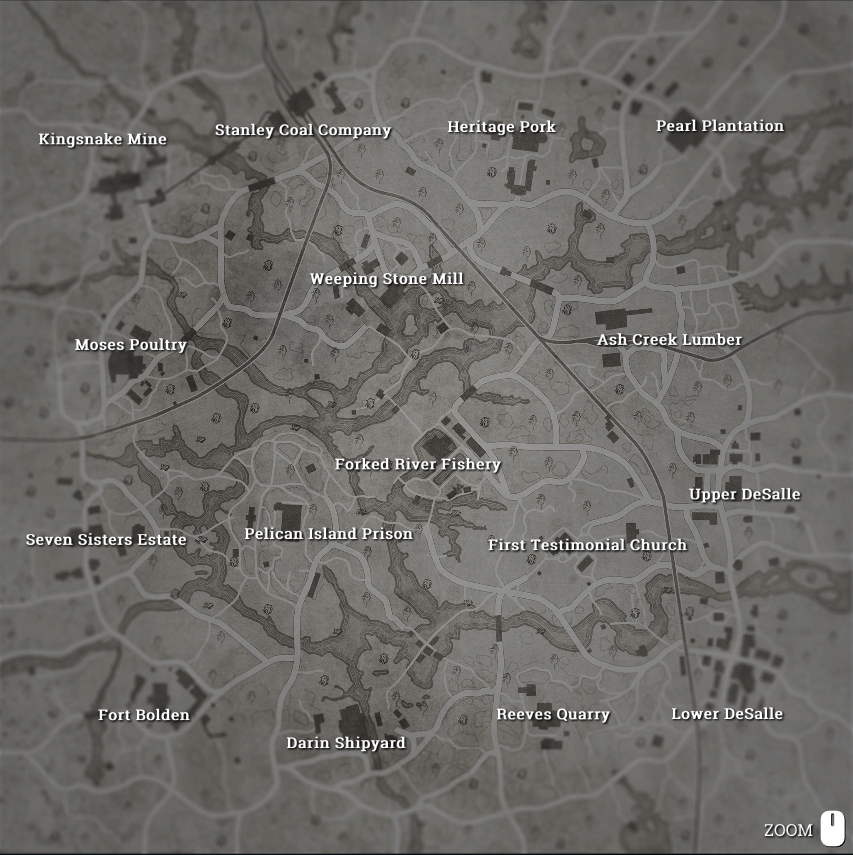 Kingsnake Mine
Stanley Coal Company
Heritage Pork
Pearl Plantation
Weeping Stone Mill
Moses Poultry
Ash Creek Lumber
Forked River Fishery
Upper DeSalle
Seven Sisters Estate
Pelican Island Prison
First Testimonial Church
Fort Bolden
Darin Shipyard
Reeves Quarry
Lower DeSalle
ZOOM